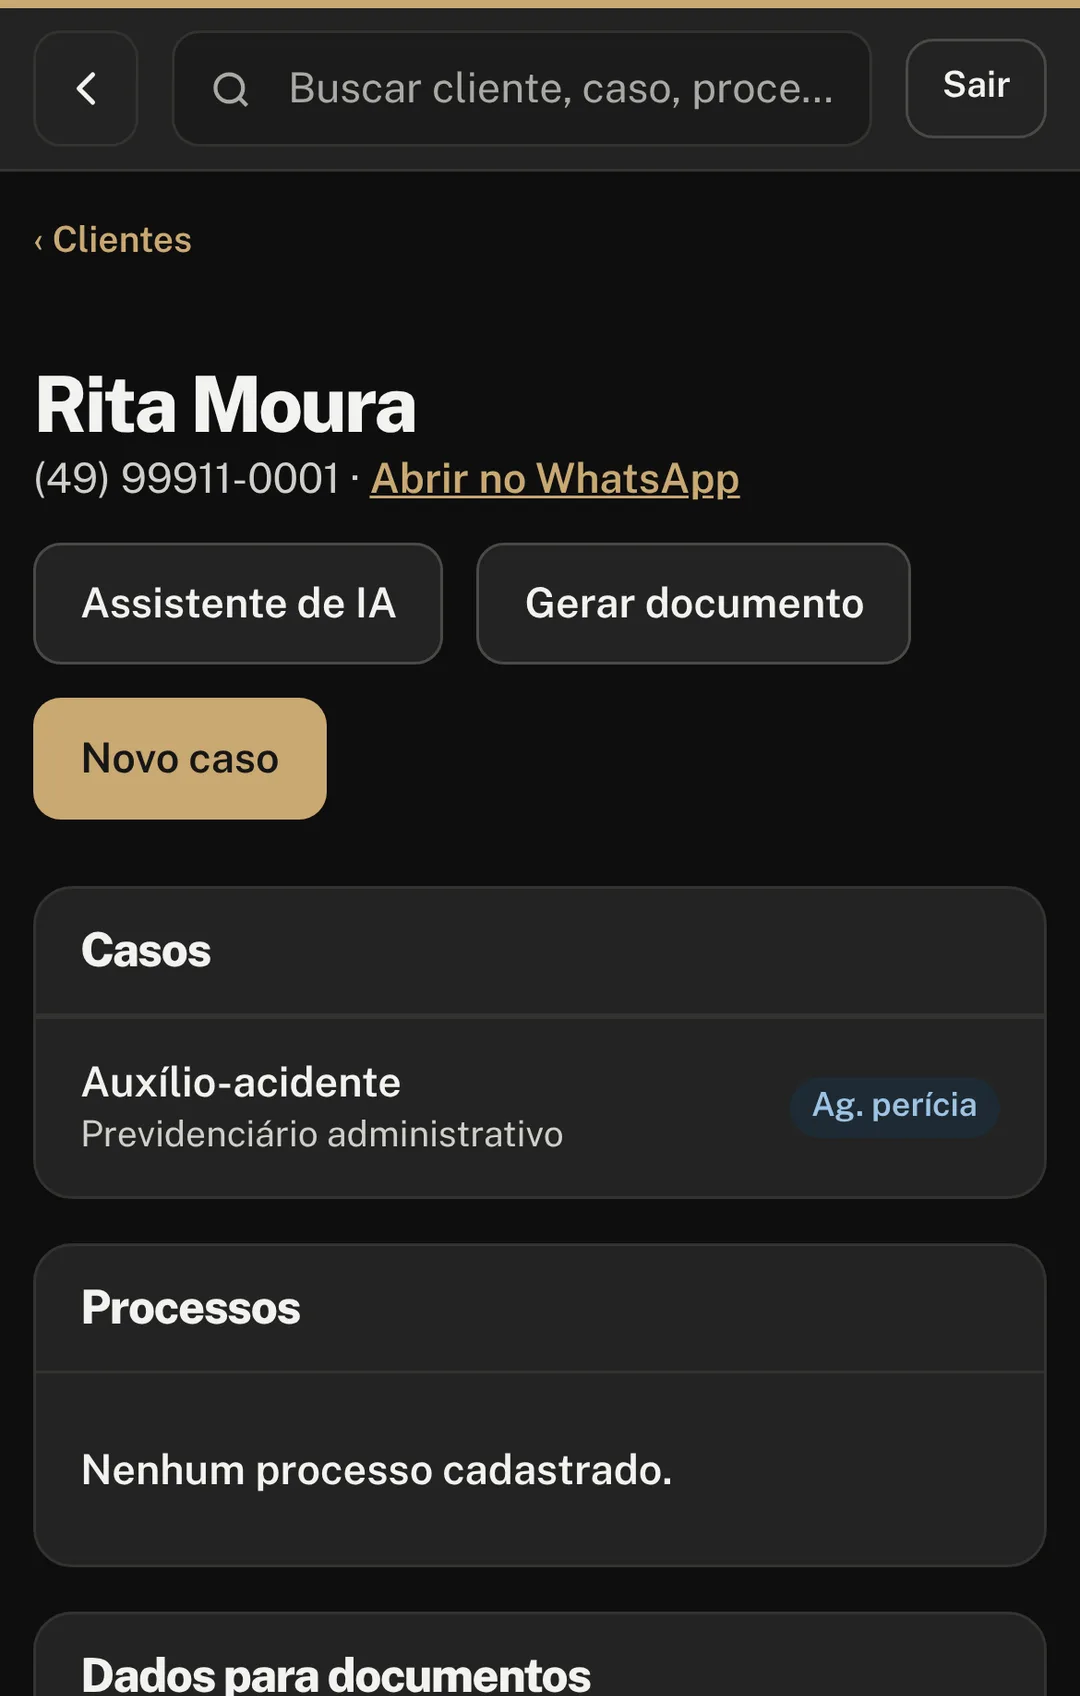 Buscar cliente, caso, proce...
Sair
‹ Clientes
Rita Moura
(49) 99911-0001 · Abrir no WhatsApp
Assistente de IA
Gerar documento
Novo caso
Casos
Auxílio-acidente
Previdenciário administrativo
Ag. perícia
Processos
Nenhum processo cadastrado.
Dados para documentos